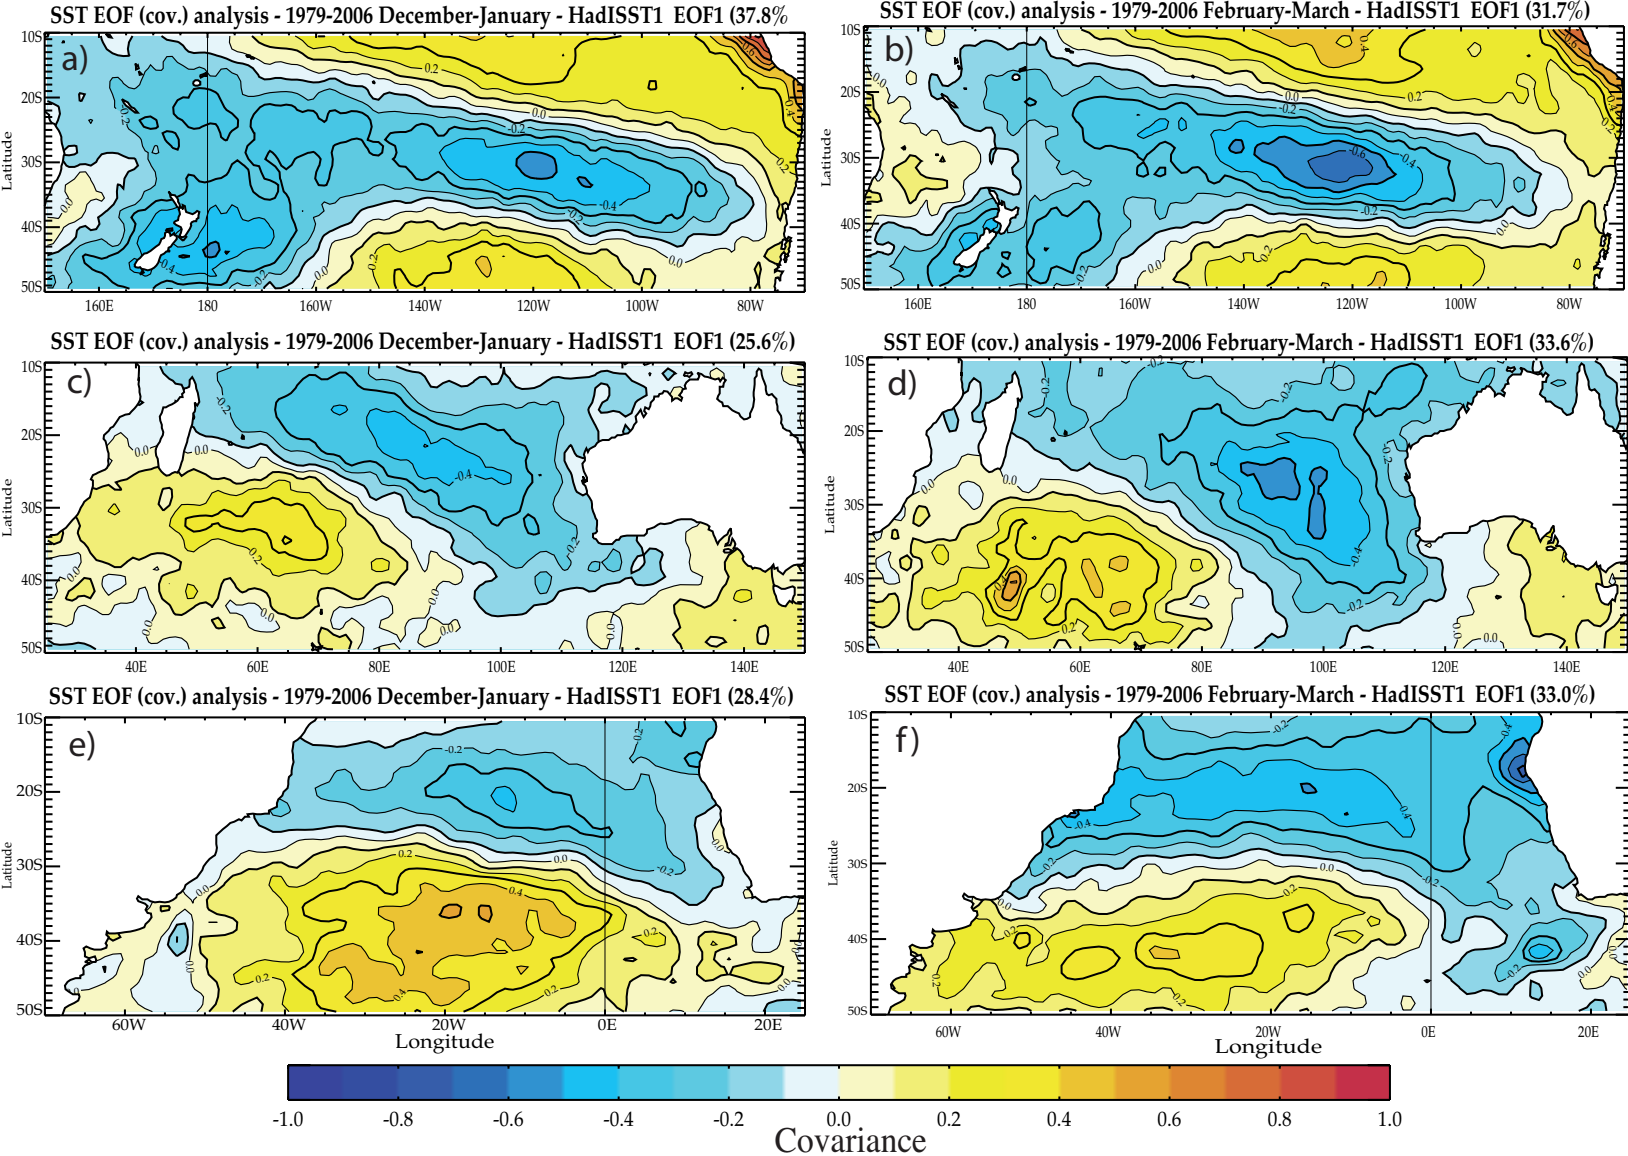 SST EOF (cov.) analysis - 1979-2006 December-January - HadISST1 EOF1 (37.8%
SST EOF (cov.) analysis - 1979-2006 February-March - HadISST1 EOF1 (31.7%)
a)
b)
10S
20S
30S
40S
50S
Latitude
160E 180 160W 140W 120W 100W 80W
10S
20S
30S
40S
50S
Latitude
160E 180 160W 140W 120W 100W 80W
SST EOF (cov.) analysis - 1979-2006 December-January - HadISST1 EOF1 (25.6%)
SST EOF (cov.) analysis - 1979-2006 February-March - HadISST1 EOF1 (33.6%)
c)
d)
10S
20S
30S
40S
50S
Latitude
40E 60E 80E 100E 120E 140E
10S
20S
30S
40S
50S
Latitude
40E 60E 80E 100E 120E 140E
SST EOF (cov.) analysis - 1979-2006 December-January - HadISST1 EOF1 (28.4%)
SST EOF (cov.) analysis - 1979-2006 February-March - HadISST1 EOF1 (33.0%)
e)
f)
10S
20S
30S
40S
50S
Latitude
60W 40W 20W 0E 20E
Longitude
10S
20S
30S
40S
50S
Latitude
60W 40W 20W 0E 20E
Longitude
-1.0 -0.8 -0.6 -0.4 -0.2 0.0 0.2 0.4 0.6 0.8 1.0
Covariance